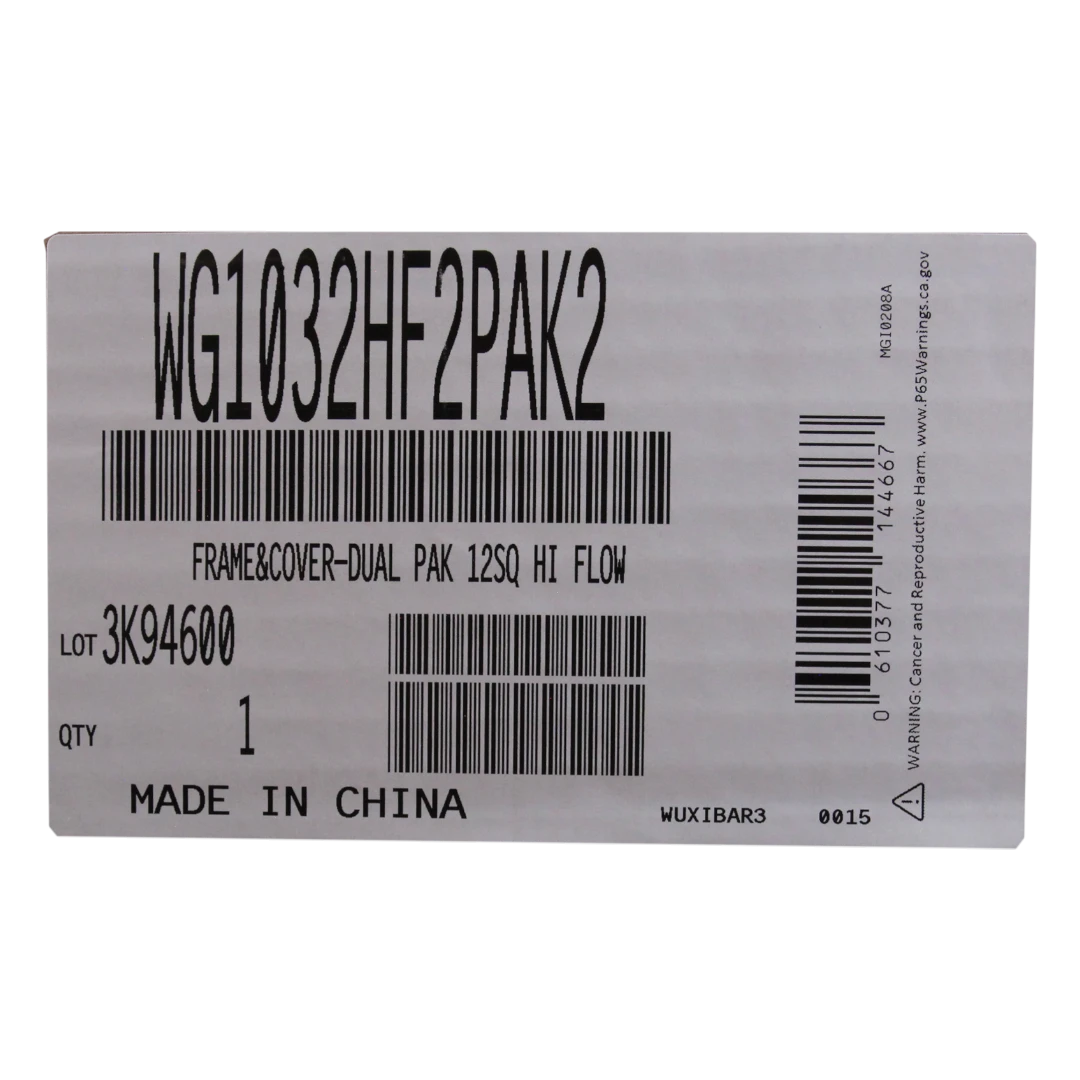 WG1032HF2PAK2
FRAME&COVER-DUAL PAK 12SQ HI FLOW
LOT 3K94600
QTY 1
MADE IN CHINA
WUXIBAR3 0015
MGI0208A
0 610377 144667
WARNING: Cancer and Reproductive Harm. www.P65Warnings.ca.gov